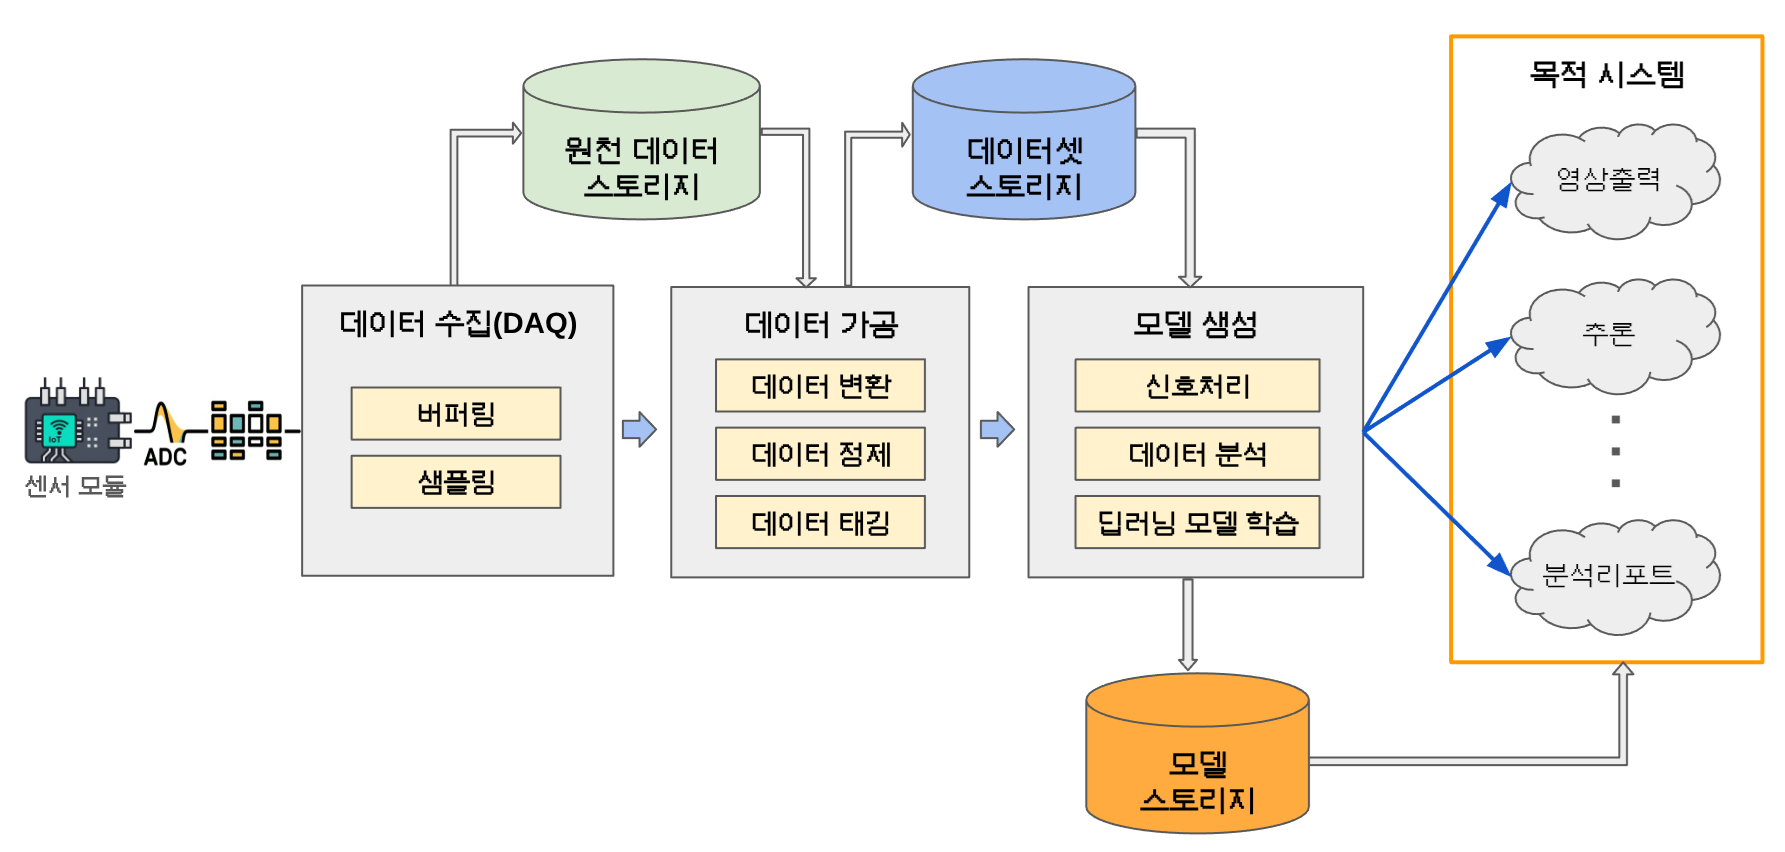 센서 모듈
IoT
ADC
데이터 수집(DAQ)
버퍼링
샘플링
원천 데이터
스토리지
데이터 가공
데이터 변환
데이터 정제
데이터 태깅
데이터셋
스토리지
모델 생성
신호처리
데이터 분석
딥러닝 모델 학습
모델
스토리지
목적 시스템
영상출력
추론
분석리포트